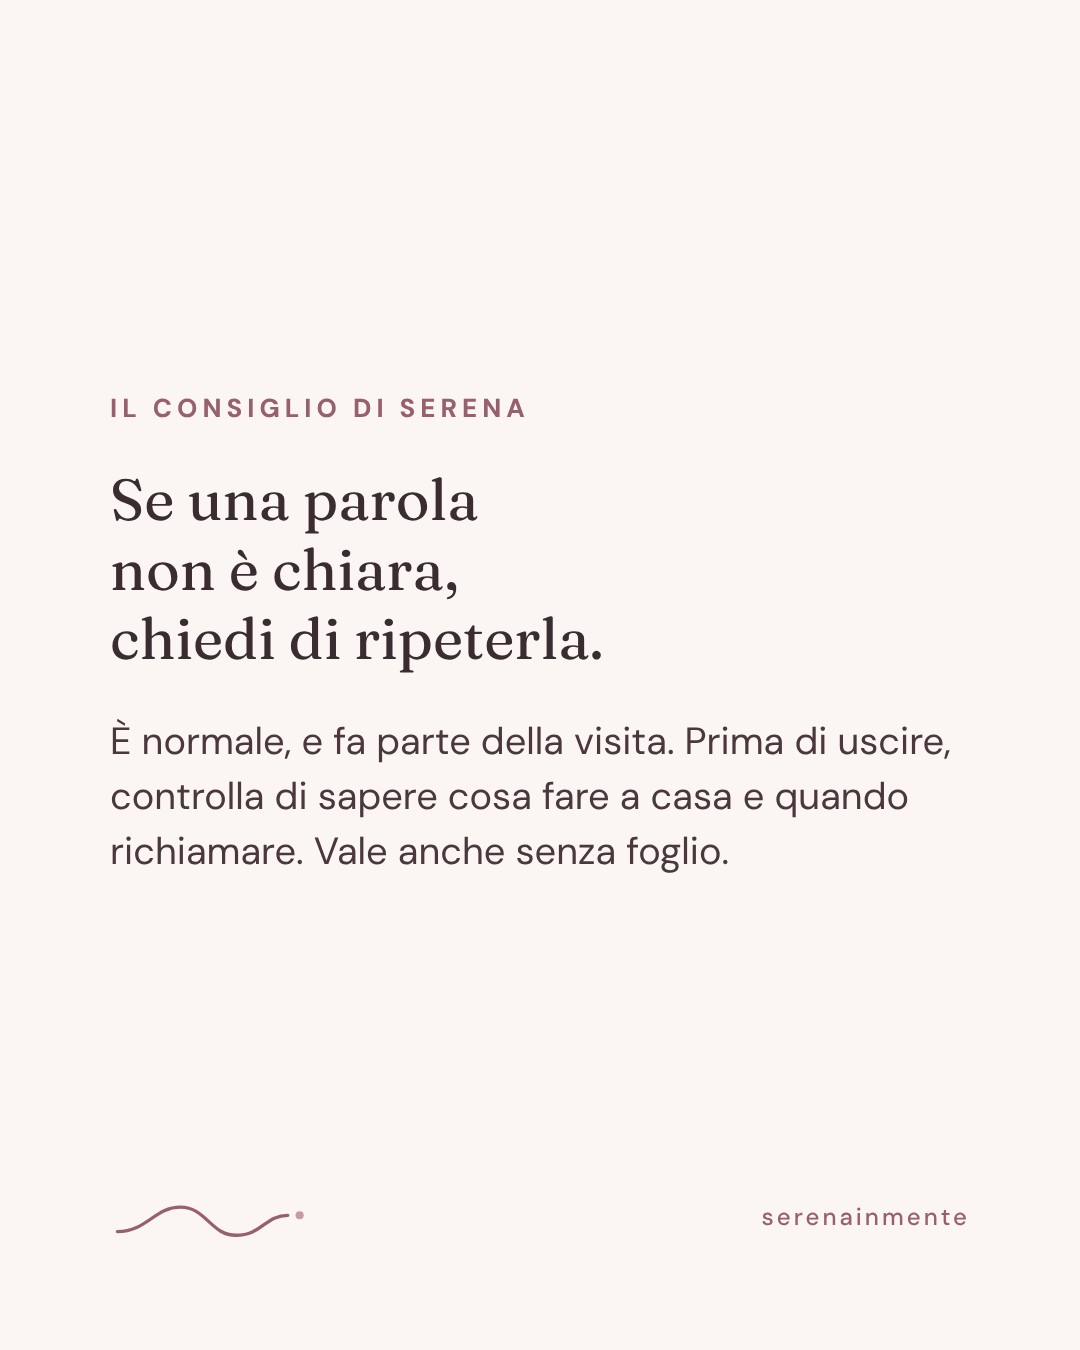 IL CONSIGLIO DI SERENA
Se una parola
non è chiara,
chiedi di ripeterla.
È normale, e fa parte della visita. Prima di uscire,
controlla di sapere cosa fare a casa e quando
richiamare. Vale anche senza foglio.
serenainmente